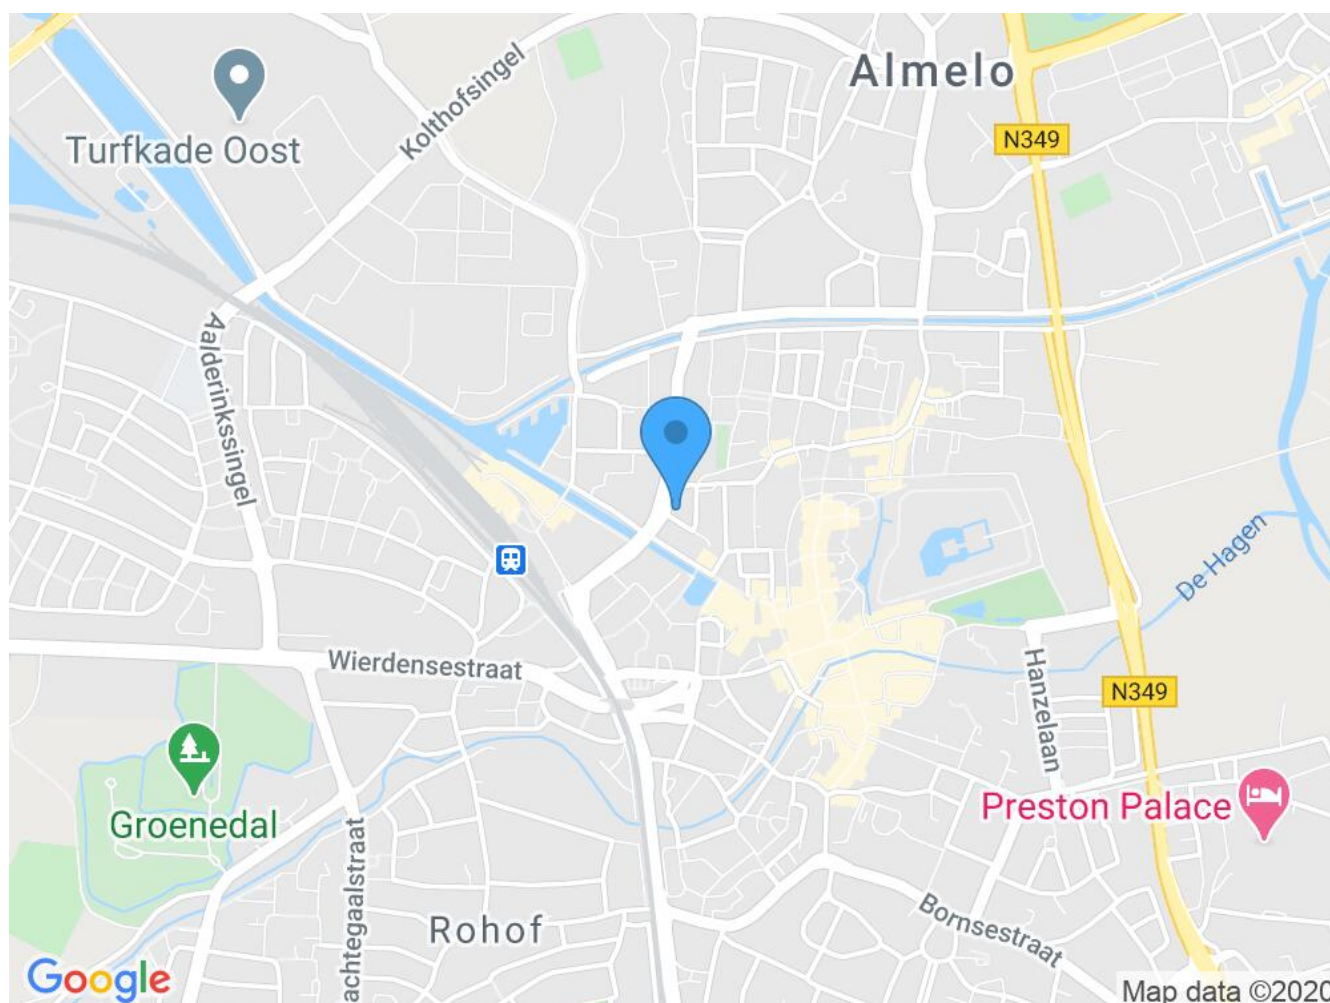 Almelo
Turfkade Oost
Kolthofsingel
N349
Aalderinkssingel
De Hagen
Wierdensestraat
Hanzelaan
N349
Groenedal
Preston Palace
achtegaalstraat
Rohof
Bornsestraat
Google
Map data ©2020